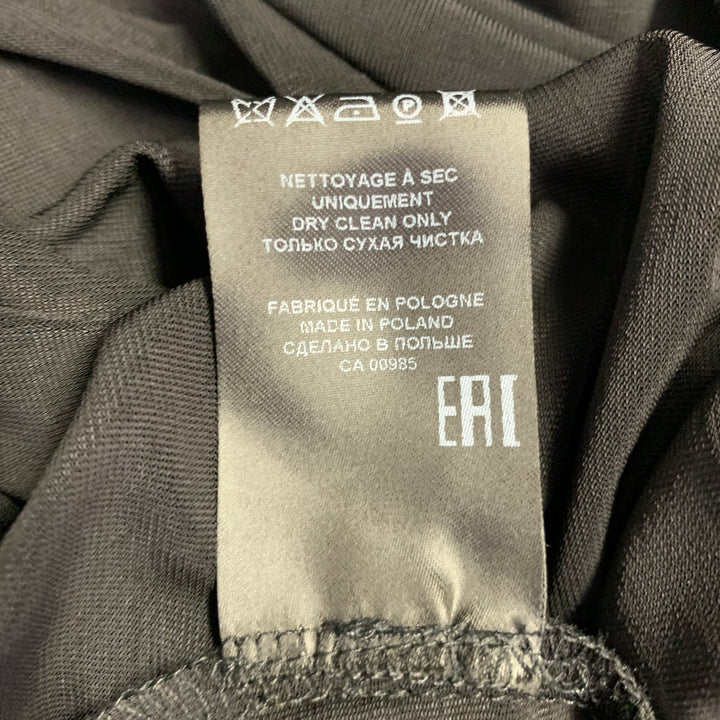 P
NETTOYAGE À SEC
UNIQUEMENT
DRY CLEAN ONLY
ТОЛЬКО СУХАЯ ЧИСТКА
FABRIQUÉ EN POLOGNE
MADE IN POLAND
СДЕЛАНО В ПОЛЬШЕ
CA 00985
EAC